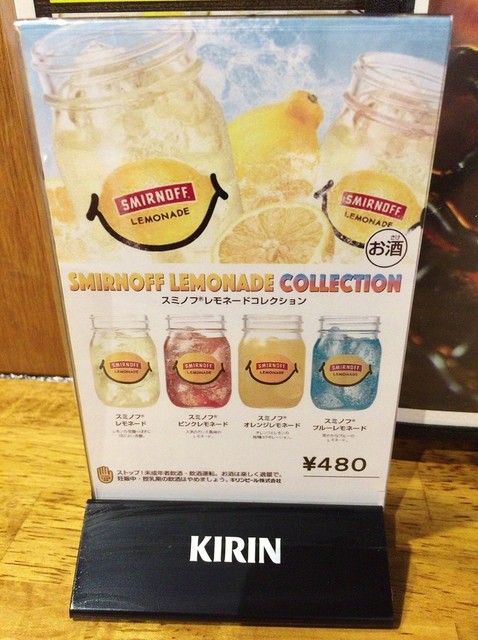 SMIRNOFF
LEMONADE
SMIRNOFF
LEMONADE
さけ
お酒
SMIRNOFF LEMONADE COLLECTION
スミノフ®レモネードコレクション
SMIRNOFF
LEMONADE
SMIRNOFF
LEMONADE
SMIRNOFF
LEMONADE
SMIRNOFF
LEMONADE
スミノフ®
レモネード
スミノフ®
ピンクレモネード
スミノフ®
オレンジレモネード
スミノフ®
ブルーレモネード
¥480
ストップ!未成年者飲酒・飲酒運転。お酒は楽しく適量で。
妊娠中・授乳期の飲酒はやめましょう。キリンビール株式会社
KIRIN